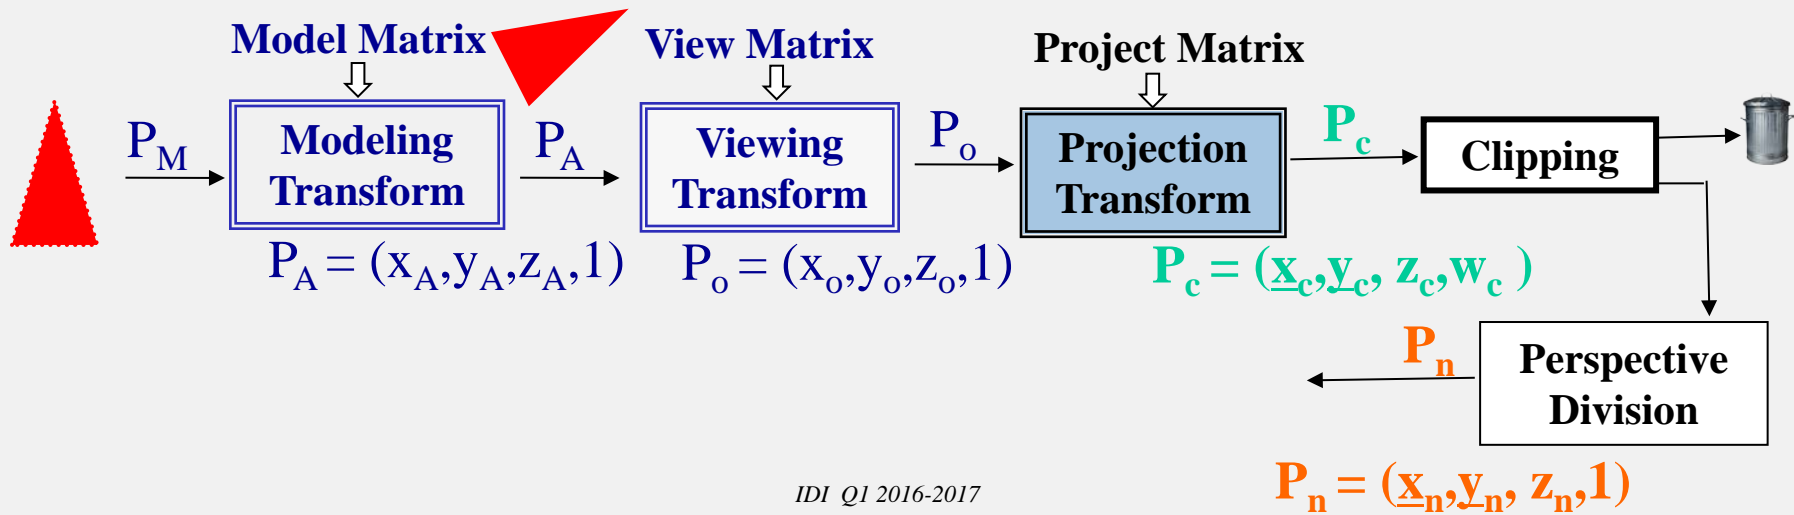 Model Matrix
View Matrix
Project Matrix
P_M
Modeling
Transform
P_A
Viewing
Transform
P_o
Projection
Transform
P_c
Clipping
P_A = (x_A,y_A,z_A,1)
P_o = (x_o,y_o,z_o,1)
P_c = (x_c,y_c, z_c,w_c )
P_n
Perspective
Division
P_n = (x_n,y_n, z_n,1)
IDI Q1 2016-2017